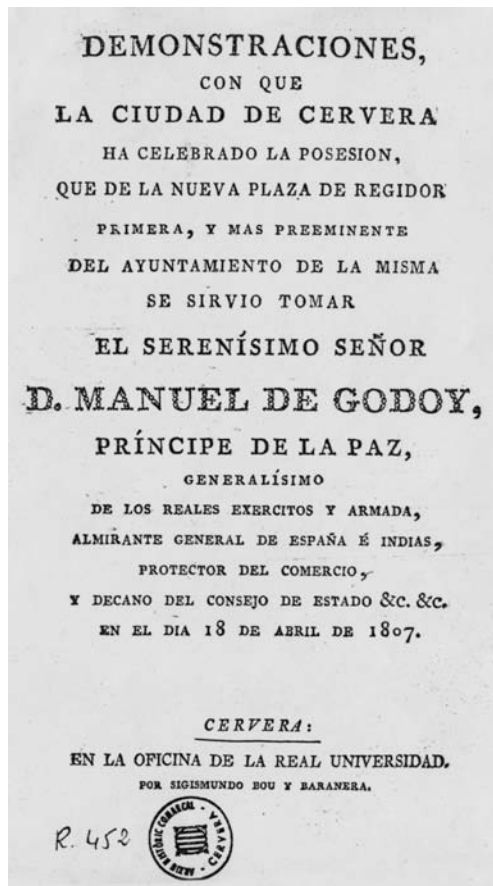 DEMONSTRACIONES,
CON QUE
LA CIUDAD DE CERVERA
HA CELEBRADO LA POSESION,
QUE DE LA NUEVA PLAZA DE REGIDOR
PRIMERA, Y MAS PREEMINENTE
DEL AYUNTAMIENTO DE LA MISMA
SE SIRVIO TOMAR
EL SERENÍSIMO SEÑOR
D. MANUEL DE GODOY,
PRÍNCIPE DE LA PAZ,
GENERALÍSIMO
DE LOS REALES EXERCITOS Y ARMADA,
ALMIRANTE GENERAL DE ESPAÑA É INDIAS,
PROTECTOR DEL COMERCIO,
Y DECANO DEL CONSEJO DE ESTADO &c. &c.
EN EL DIA 18 DE ABRIL DE 1807.
CERVERA:
EN LA OFICINA DE LA REAL UNIVERSIDAD.
POR SIGISMUNDO BOU Y BARANERA.
R. 452
ARXIU HISTÒRIC COMARCAL - CERVERA -